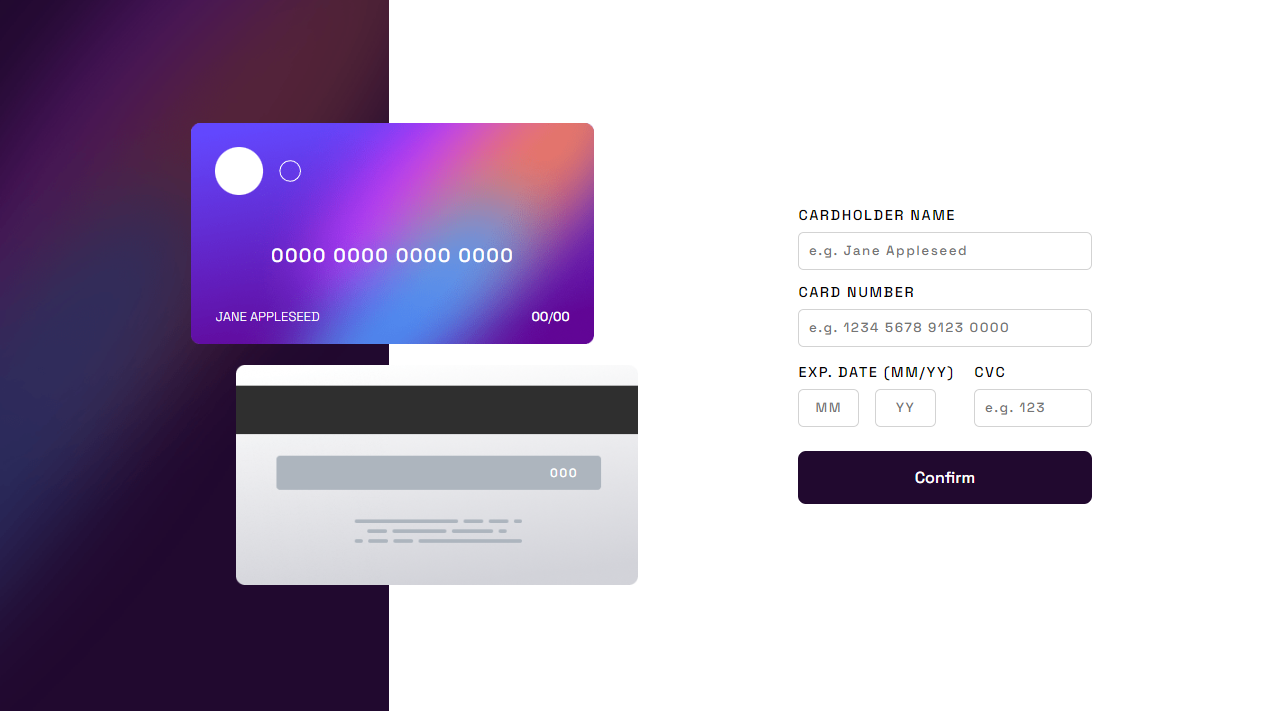 0000 0000 0000 0000
JANE APPLESEED 00/00
000
CARDHOLDER NAME
e.g. Jane Appleseed
CARD NUMBER
e.g. 1234 5678 9123 0000
EXP. DATE (MM/YY) CVC
MM YY e.g. 123
Confirm